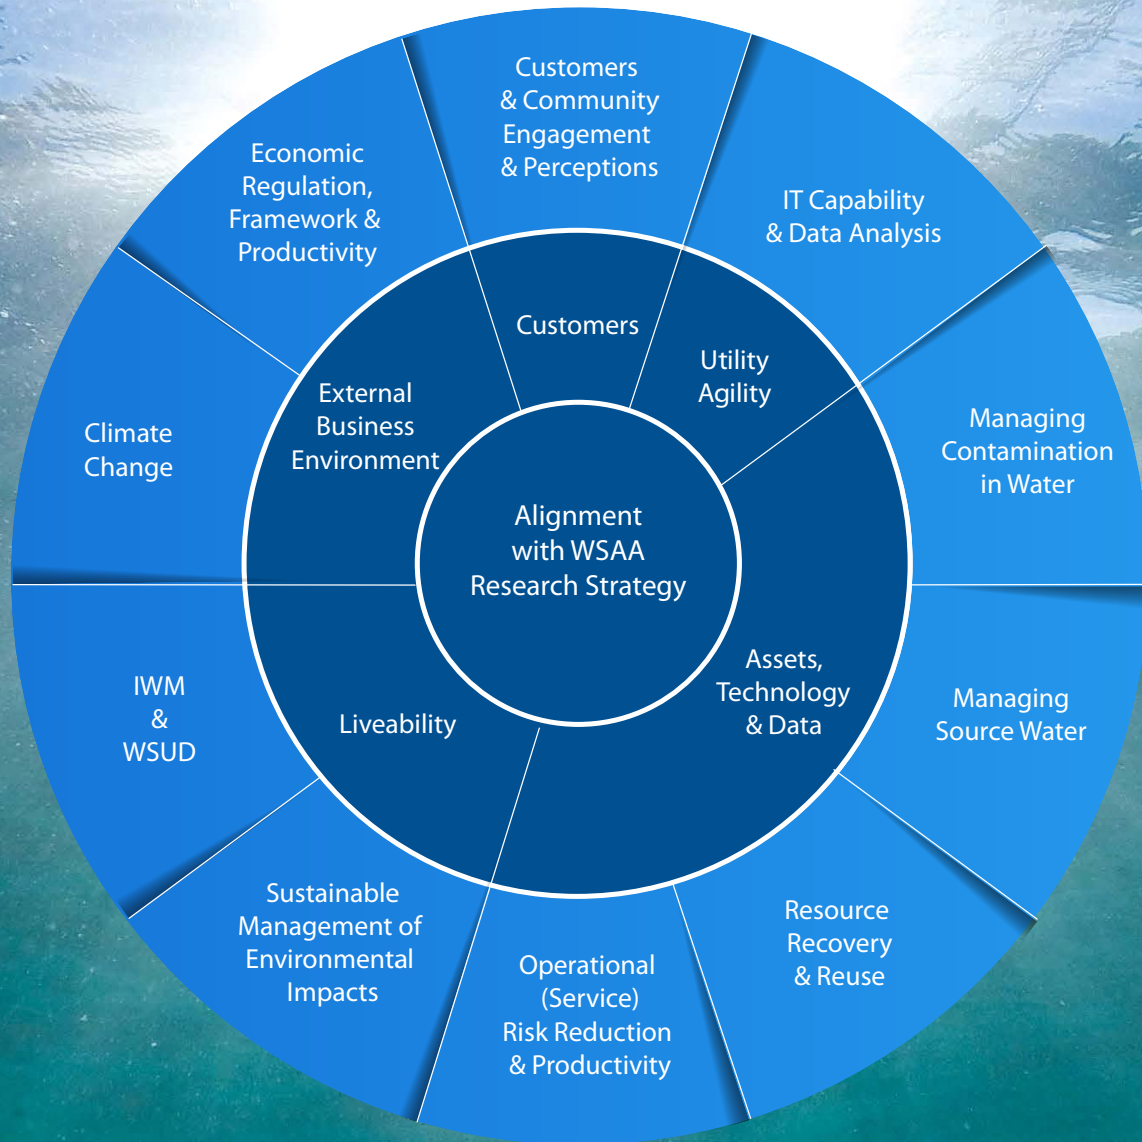 Customers
& Community
Engagement
& Perceptions
IT Capability
& Data Analysis
Managing
Contamination
in Water
Managing
Source Water
Resource
Recovery
& Reuse
Operational
(Service)
Risk Reduction
& Productivity
Sustainable
Management of
Environmental
Impacts
IWM
&
WSUD
Climate
Change
Economic
Regulation,
Framework &
Productivity
Customers
Utility
Agility
Assets,
Technology
& Data
Liveability
External
Business
Environment
Alignment
with WSAA
Research Strategy